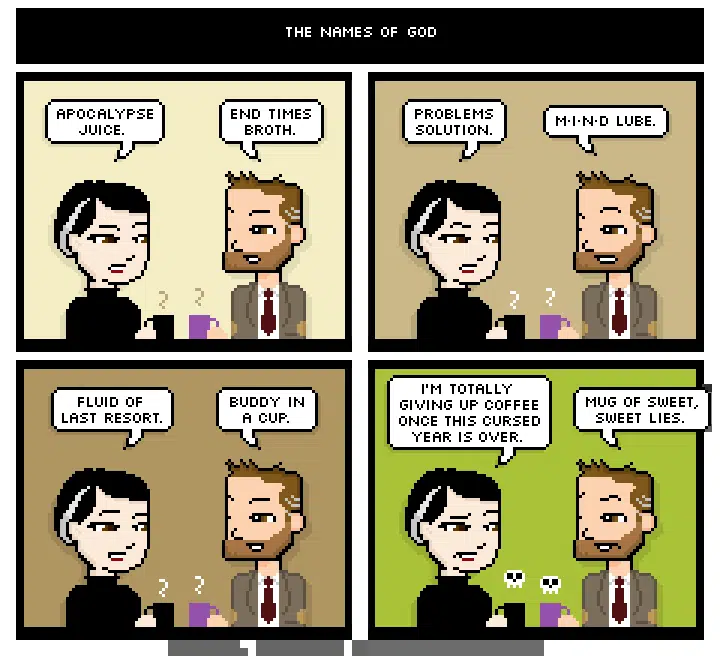 THE NAMES OF GOD
APOCALYPSE
JUICE.
END TIMES
BROTH.
PROBLEMS
SOLUTION.
M·I·N·D LUBE.
FLUID OF
LAST RESORT.
BUDDY IN
A CUP.
I'M TOTALLY
GIVING UP COFFEE
ONCE THIS CURSED
YEAR IS OVER.
MUG OF SWEET,
SWEET LIES.